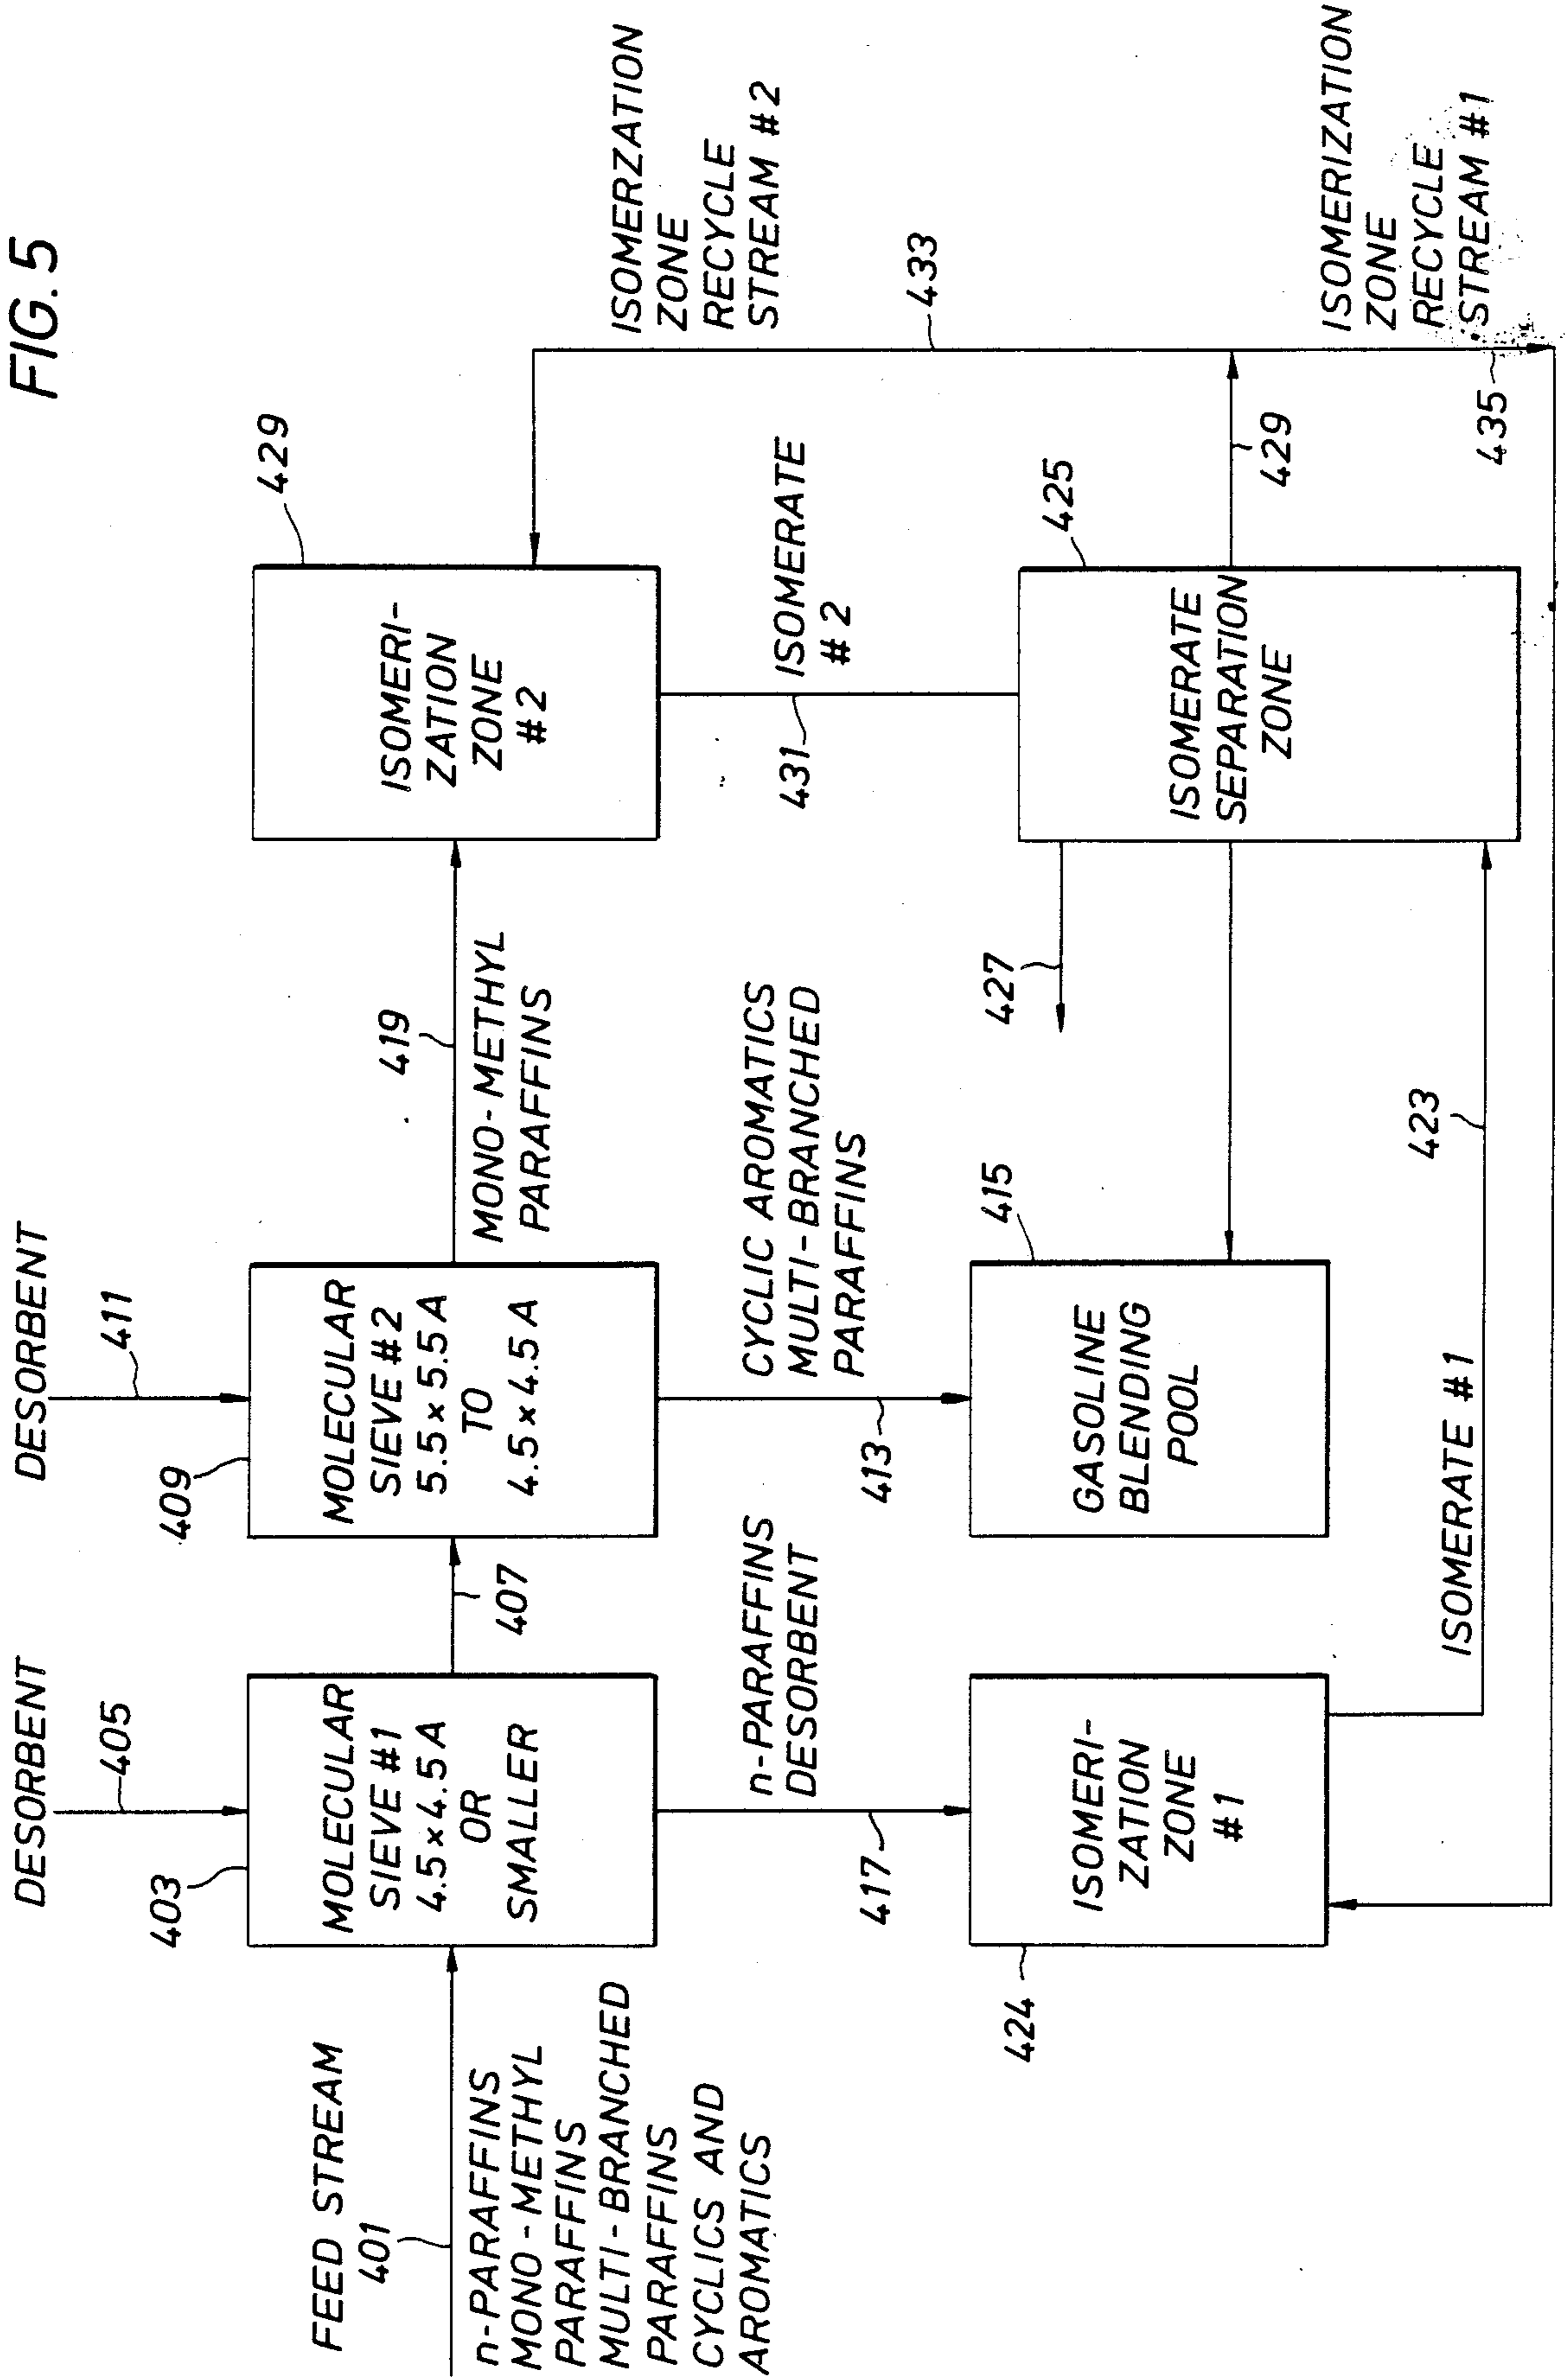 FIG. 5
DESORBENT
405
DESORBENT
411
403
MOLECULAR
SIEVE #1
4.5 x 4.5 A
OR
SMALLER
FEED STREAM
401
n-PARAFFINS
MONO-METHYL
PARAFFINS
MULTI-BRANCHED
PARAFFINS
CYCLICS AND
AROMATICS
407
409
MOLECULAR
SIEVE #2
5.5 x 5.5 A
TO
4.5 x 4.5 A
419
MONO-METHYL
PARAFFINS
429
ISOMERI-
ZATION
ZONE
#2
ISOMERZATION
ZONE
RECYCLE
STREAM #2
n-PARAFFINS
DESORBENT
417
CYCLIC AROMATICS
MULTI-BRANCHED
PARAFFINS
413
431
ISOMERATE
#2
433
424
ISOMERI-
ZATION
ZONE
#1
415
GASOLINE
BLENDING
POOL
427
425
ISOMERATE
SEPARATION
ZONE
429
ISOMERATE #1
423
435
ISOMERIZATION
ZONE
RECYCLE
STREAM #1